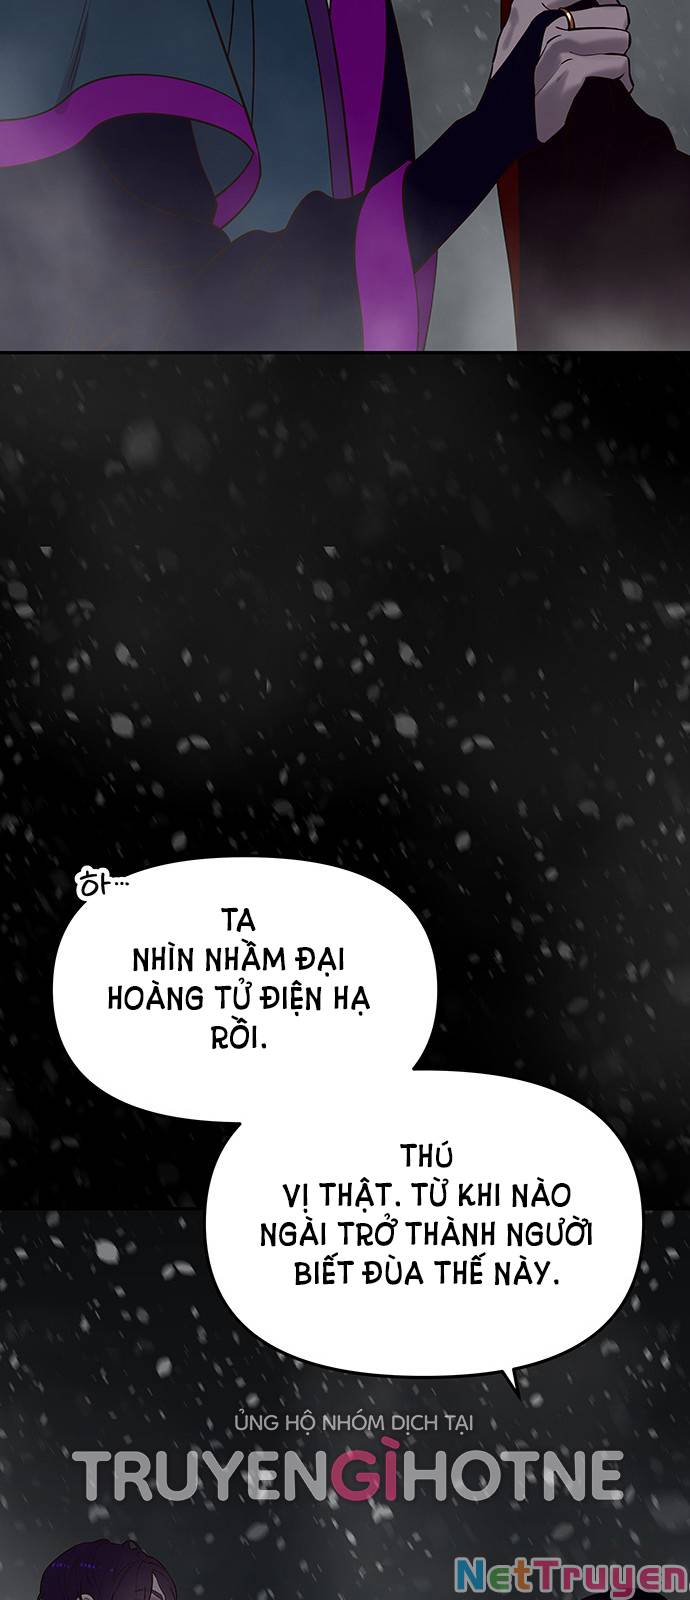 하...
TA
NHÌN NHẦM ĐẠI
HOÀNG TỬ ĐIỆN HẠ
RỒI.
THÚ
VỊ THẬT. TỪ KHI NÀO
NGÀI TRỞ THÀNH NGƯỜI
BIẾT ĐÙA THẾ NÀY.
ỦNG HỘ NHÓM DỊCH TẠI
TRUYENGÌHOTNE
NetTruyen